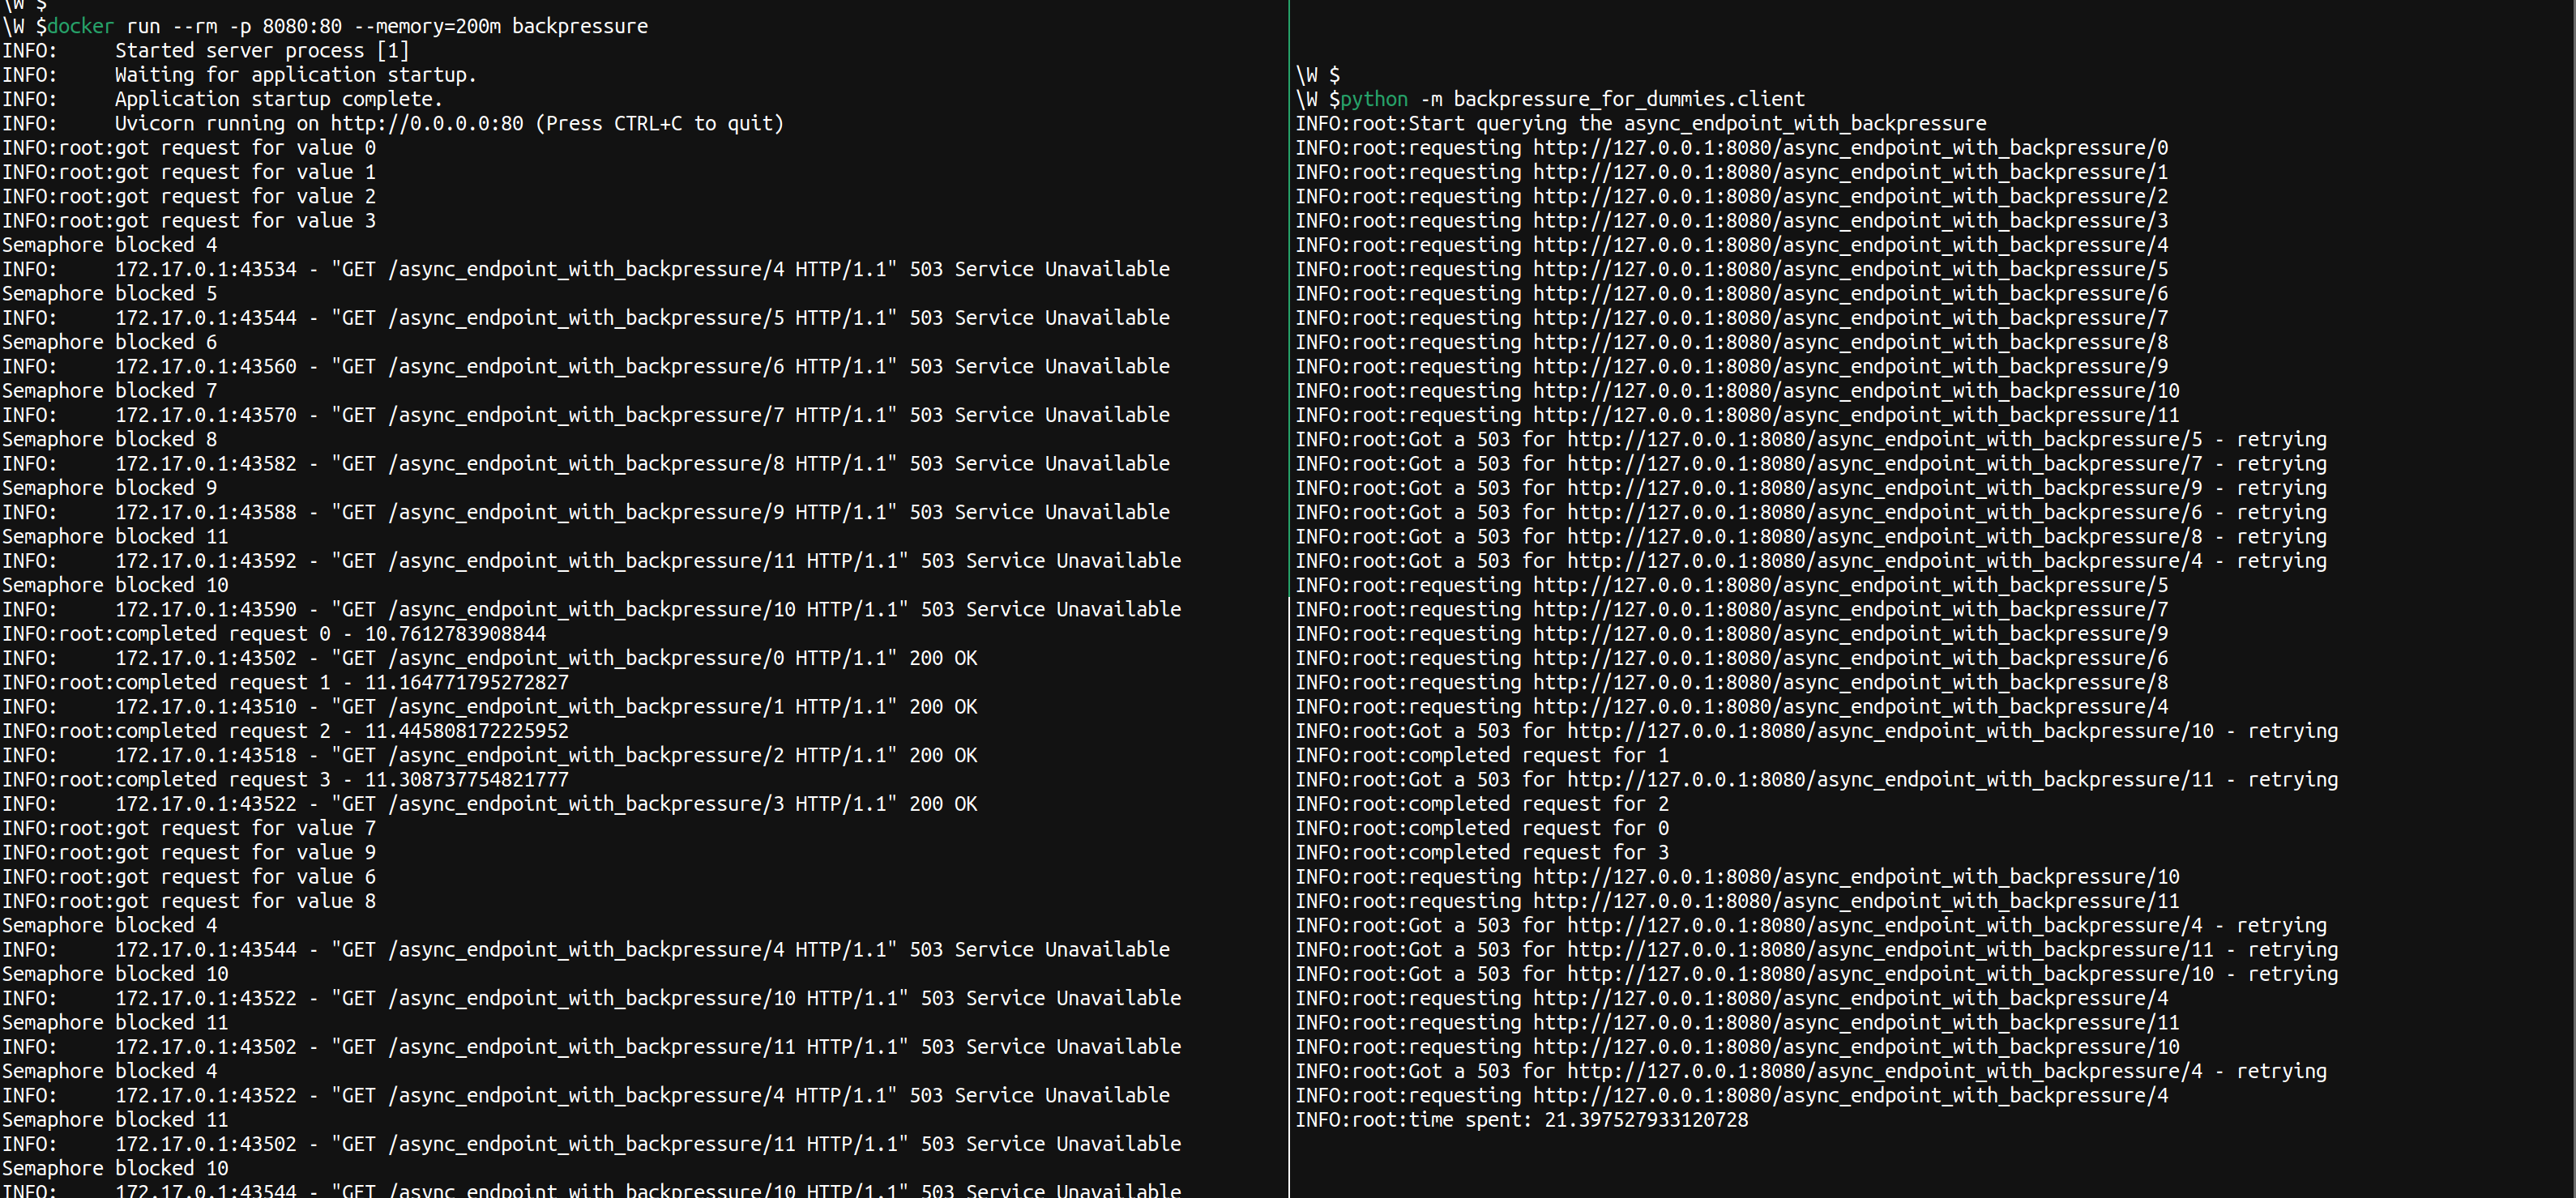 \W $
\W $docker run --rm -p 8080:80 --memory=200m backpressure
INFO:     Started server process [1]
INFO:     Waiting for application startup.
INFO:     Application startup complete.
INFO:     Uvicorn running on http://0.0.0.0:80 (Press CTRL+C to quit)
INFO:root:got request for value 0
INFO:root:got request for value 1
INFO:root:got request for value 2
INFO:root:got request for value 3
Semaphore blocked 4
INFO:     172.17.0.1:43534 - "GET /async_endpoint_with_backpressure/4 HTTP/1.1" 503 Service Unavailable
Semaphore blocked 5
INFO:     172.17.0.1:43544 - "GET /async_endpoint_with_backpressure/5 HTTP/1.1" 503 Service Unavailable
Semaphore blocked 6
INFO:     172.17.0.1:43560 - "GET /async_endpoint_with_backpressure/6 HTTP/1.1" 503 Service Unavailable
Semaphore blocked 7
INFO:     172.17.0.1:43570 - "GET /async_endpoint_with_backpressure/7 HTTP/1.1" 503 Service Unavailable
Semaphore blocked 8
INFO:     172.17.0.1:43582 - "GET /async_endpoint_with_backpressure/8 HTTP/1.1" 503 Service Unavailable
Semaphore blocked 9
INFO:     172.17.0.1:43588 - "GET /async_endpoint_with_backpressure/9 HTTP/1.1" 503 Service Unavailable
Semaphore blocked 11
INFO:     172.17.0.1:43592 - "GET /async_endpoint_with_backpressure/11 HTTP/1.1" 503 Service Unavailable
Semaphore blocked 10
INFO:     172.17.0.1:43590 - "GET /async_endpoint_with_backpressure/10 HTTP/1.1" 503 Service Unavailable
INFO:root:completed request 0 - 10.7612783908844
INFO:     172.17.0.1:43502 - "GET /async_endpoint_with_backpressure/0 HTTP/1.1" 200 OK
INFO:root:completed request 1 - 11.164771795272827
INFO:     172.17.0.1:43510 - "GET /async_endpoint_with_backpressure/1 HTTP/1.1" 200 OK
INFO:root:completed request 2 - 11.445808172225952
INFO:     172.17.0.1:43518 - "GET /async_endpoint_with_backpressure/2 HTTP/1.1" 200 OK
INFO:root:completed request 3 - 11.308737754821777
INFO:     172.17.0.1:43522 - "GET /async_endpoint_with_backpressure/3 HTTP/1.1" 200 OK
INFO:root:got request for value 7
INFO:root:got request for value 9
INFO:root:got request for value 6
INFO:root:got request for value 8
Semaphore blocked 4
INFO:     172.17.0.1:43544 - "GET /async_endpoint_with_backpressure/4 HTTP/1.1" 503 Service Unavailable
Semaphore blocked 10
INFO:     172.17.0.1:43522 - "GET /async_endpoint_with_backpressure/10 HTTP/1.1" 503 Service Unavailable
Semaphore blocked 11
INFO:     172.17.0.1:43502 - "GET /async_endpoint_with_backpressure/11 HTTP/1.1" 503 Service Unavailable
Semaphore blocked 4
INFO:     172.17.0.1:43522 - "GET /async_endpoint_with_backpressure/4 HTTP/1.1" 503 Service Unavailable
Semaphore blocked 11
INFO:     172.17.0.1:43502 - "GET /async_endpoint_with_backpressure/11 HTTP/1.1" 503 Service Unavailable
Semaphore blocked 10
INFO:     172.17.0.1:43544 - "GET /async_endpoint_with_backpressure/10 HTTP/1.1" 503 Service Unavailable
\W $
\W $python -m backpressure_for_dummies.client
INFO:root:Start querying the async_endpoint_with_backpressure
INFO:root:requesting http://127.0.0.1:8080/async_endpoint_with_backpressure/0
INFO:root:requesting http://127.0.0.1:8080/async_endpoint_with_backpressure/1
INFO:root:requesting http://127.0.0.1:8080/async_endpoint_with_backpressure/2
INFO:root:requesting http://127.0.0.1:8080/async_endpoint_with_backpressure/3
INFO:root:requesting http://127.0.0.1:8080/async_endpoint_with_backpressure/4
INFO:root:requesting http://127.0.0.1:8080/async_endpoint_with_backpressure/5
INFO:root:requesting http://127.0.0.1:8080/async_endpoint_with_backpressure/6
INFO:root:requesting http://127.0.0.1:8080/async_endpoint_with_backpressure/7
INFO:root:requesting http://127.0.0.1:8080/async_endpoint_with_backpressure/8
INFO:root:requesting http://127.0.0.1:8080/async_endpoint_with_backpressure/9
INFO:root:requesting http://127.0.0.1:8080/async_endpoint_with_backpressure/10
INFO:root:requesting http://127.0.0.1:8080/async_endpoint_with_backpressure/11
INFO:root:Got a 503 for http://127.0.0.1:8080/async_endpoint_with_backpressure/5 - retrying
INFO:root:Got a 503 for http://127.0.0.1:8080/async_endpoint_with_backpressure/7 - retrying
INFO:root:Got a 503 for http://127.0.0.1:8080/async_endpoint_with_backpressure/9 - retrying
INFO:root:Got a 503 for http://127.0.0.1:8080/async_endpoint_with_backpressure/6 - retrying
INFO:root:Got a 503 for http://127.0.0.1:8080/async_endpoint_with_backpressure/8 - retrying
INFO:root:Got a 503 for http://127.0.0.1:8080/async_endpoint_with_backpressure/4 - retrying
INFO:root:requesting http://127.0.0.1:8080/async_endpoint_with_backpressure/5
INFO:root:requesting http://127.0.0.1:8080/async_endpoint_with_backpressure/7
INFO:root:requesting http://127.0.0.1:8080/async_endpoint_with_backpressure/9
INFO:root:requesting http://127.0.0.1:8080/async_endpoint_with_backpressure/6
INFO:root:requesting http://127.0.0.1:8080/async_endpoint_with_backpressure/8
INFO:root:requesting http://127.0.0.1:8080/async_endpoint_with_backpressure/4
INFO:root:Got a 503 for http://127.0.0.1:8080/async_endpoint_with_backpressure/10 - retrying
INFO:root:completed request for 1
INFO:root:Got a 503 for http://127.0.0.1:8080/async_endpoint_with_backpressure/11 - retrying
INFO:root:completed request for 2
INFO:root:completed request for 0
INFO:root:completed request for 3
INFO:root:requesting http://127.0.0.1:8080/async_endpoint_with_backpressure/10
INFO:root:requesting http://127.0.0.1:8080/async_endpoint_with_backpressure/11
INFO:root:Got a 503 for http://127.0.0.1:8080/async_endpoint_with_backpressure/4 - retrying
INFO:root:Got a 503 for http://127.0.0.1:8080/async_endpoint_with_backpressure/11 - retrying
INFO:root:Got a 503 for http://127.0.0.1:8080/async_endpoint_with_backpressure/10 - retrying
INFO:root:requesting http://127.0.0.1:8080/async_endpoint_with_backpressure/4
INFO:root:requesting http://127.0.0.1:8080/async_endpoint_with_backpressure/11
INFO:root:requesting http://127.0.0.1:8080/async_endpoint_with_backpressure/10
INFO:root:Got a 503 for http://127.0.0.1:8080/async_endpoint_with_backpressure/4 - retrying
INFO:root:requesting http://127.0.0.1:8080/async_endpoint_with_backpressure/4
INFO:root:time spent: 21.397527933120728